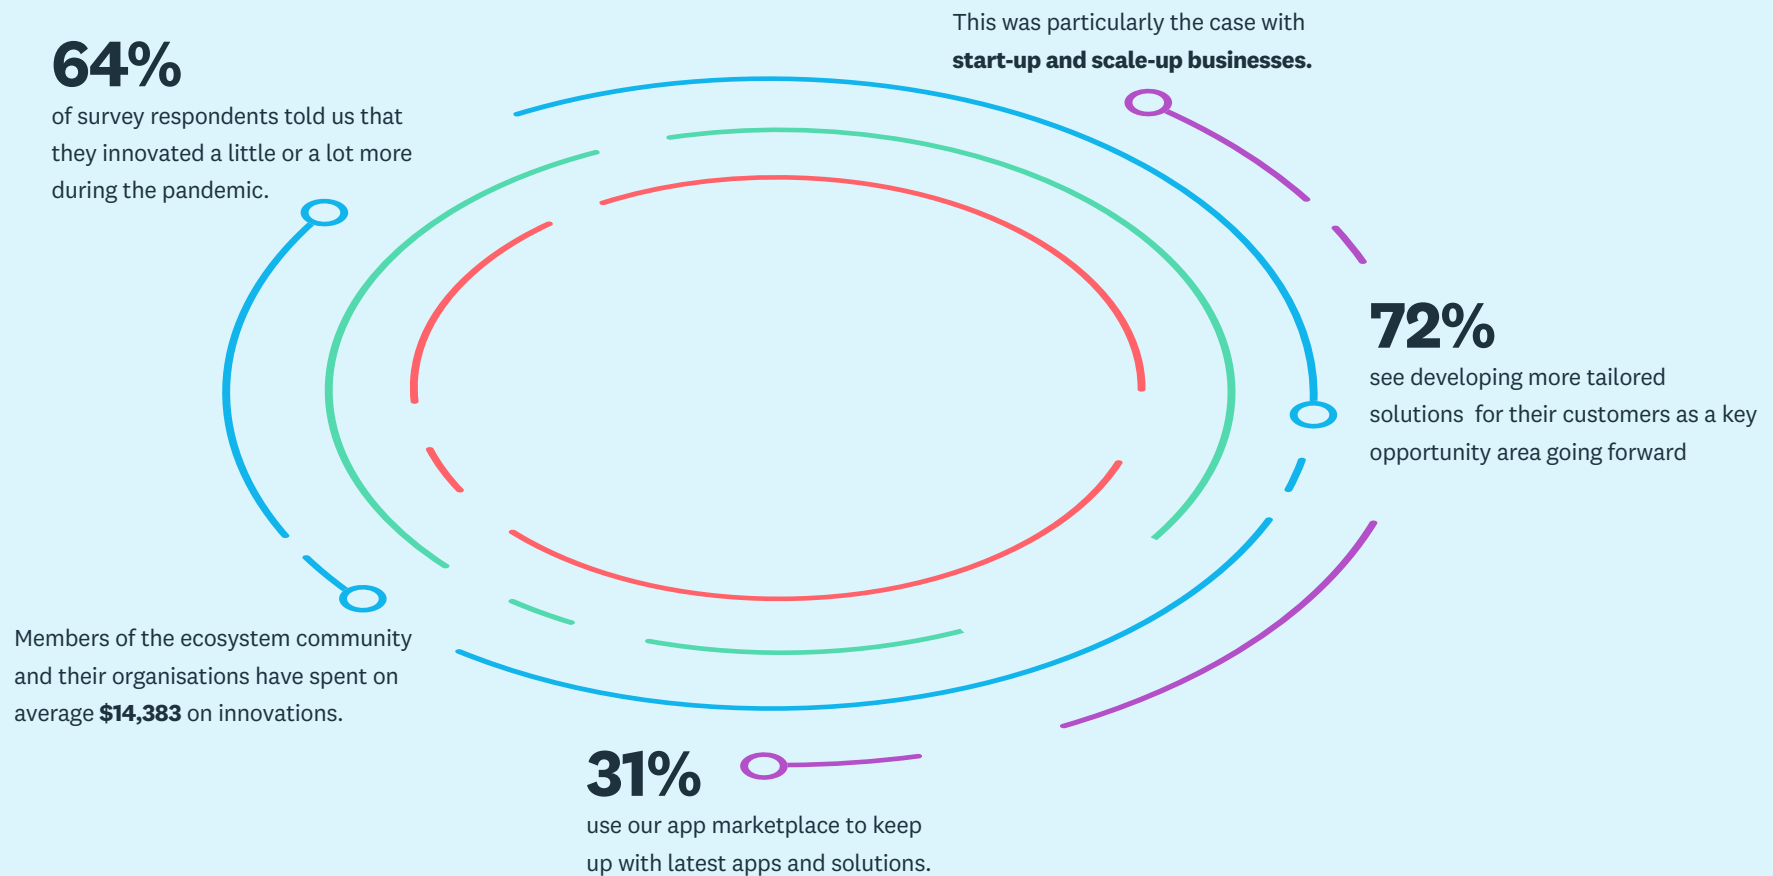 64%
of survey respondents told us that
they innovated a little or a lot more
during the pandemic.
This was particularly the case with
start-up and scale-up businesses.
72%
see developing more tailored
solutions  for their customers as a key
opportunity area going forward
Members of the ecosystem community
and their organisations have spent on
average $14,383 on innovations.
31%
use our app marketplace to keep
up with latest apps and solutions.